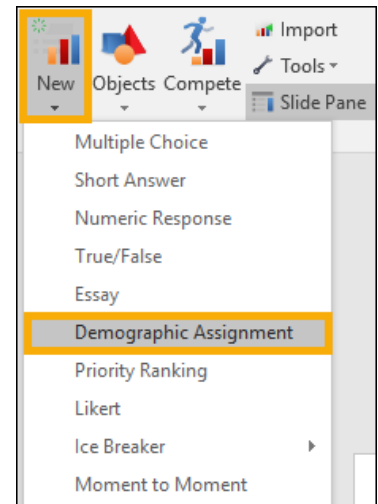 Import
Tools
New Objects Compete
Slide Pane
Multiple Choice
Short Answer
Numeric Response
True/False
Essay
Demographic Assignment
Priority Ranking
Likert
Ice Breaker
Moment to Moment